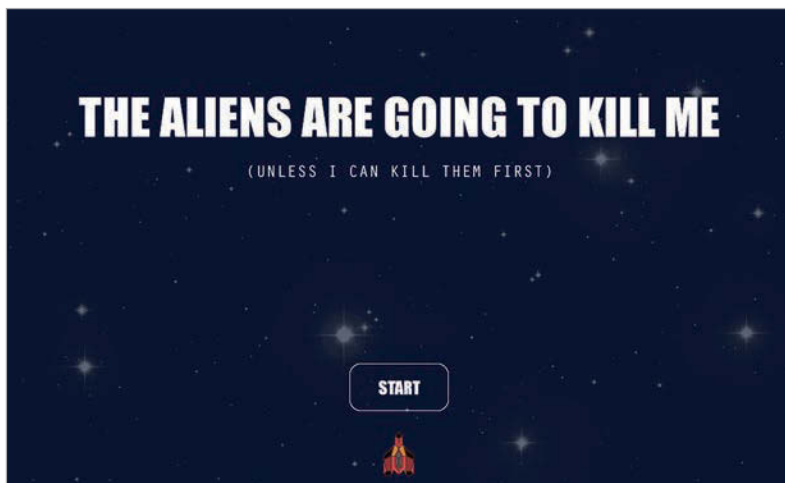 THE ALIENS ARE GOING TO KILL ME
(UNLESS I CAN KILL THEM FIRST)
START